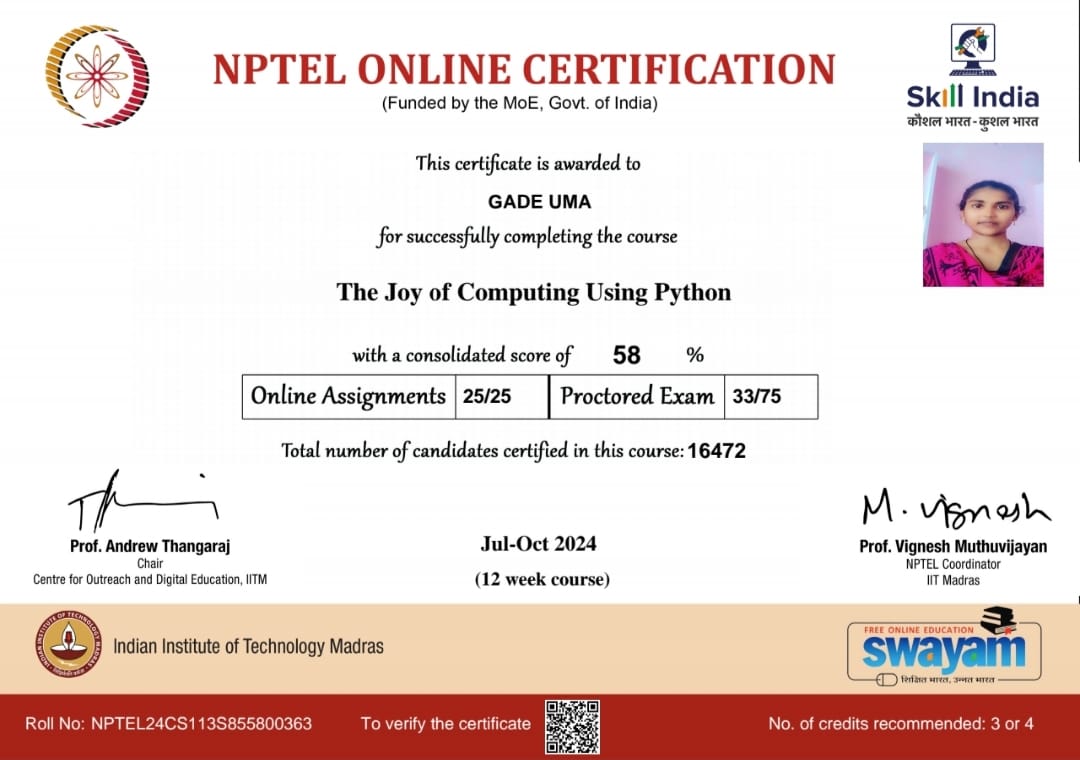 NPTEL ONLINE CERTIFICATION
(Funded by the MoE, Govt. of India)
Skill India
कौशल भारत - कुशल भारत
This certificate is awarded to
GADE UMA
for successfully completing the course
The Joy of Computing Using Python
with a consolidated score of 58 %
Online Assignments 25/25 Proctored Exam 33/75
Total number of candidates certified in this course: 16472
M. Vignesh
Prof. Andrew Thangaraj
Chair
Centre for Outreach and Digital Education, IITM
Jul-Oct 2024
(12 week course)
Prof. Vignesh Muthuvijayan
NPTEL Coordinator
IIT Madras
INDIAN INSTITUTE OF TECHNOLOGY MADRAS
Indian Institute of Technology Madras
FREE ONLINE EDUCATION
swayam
शिक्षित भारत, उन्नत भारत
Roll No: NPTEL24CS113S855800363
To verify the certificate
No. of credits recommended: 3 or 4